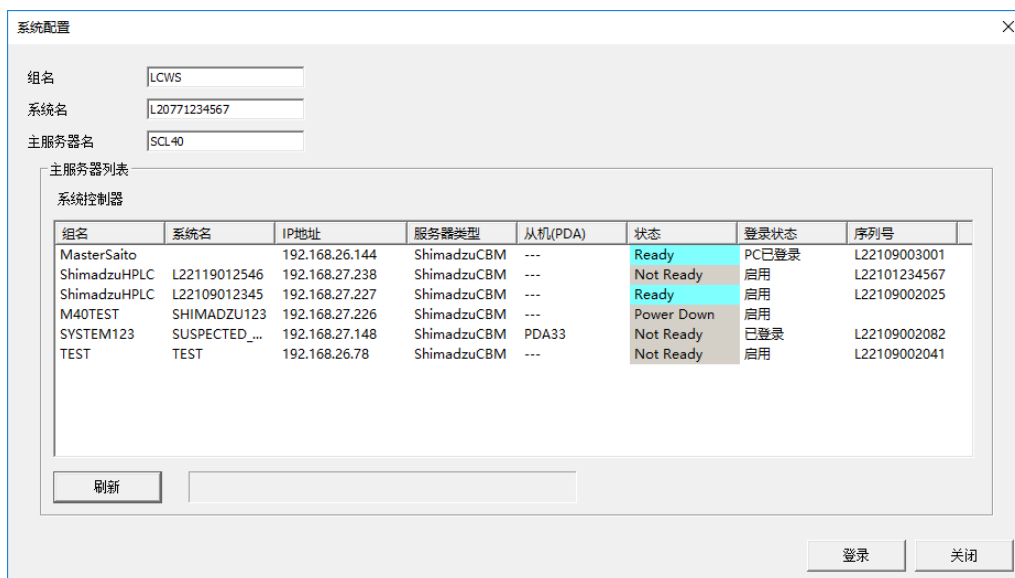 系统配置
组名 LCWS
系统名 L20771234567
主服务器名 SCL40
主服务器列表
系统控制器
组名 系统名 IP地址 服务器类型 从机(PDA) 状态 登录状态 序列号
MasterSaito 192.168.26.144 ShimadzuCBM --- Ready PC已登录 L22109003001
ShimadzuHPLC L22119012546 192.168.27.238 ShimadzuCBM --- Not Ready 启用 L22101234567
ShimadzuHPLC L22109012345 192.168.27.227 ShimadzuCBM --- Ready 启用 L22109002025
M40TEST SHIMADZU123 192.168.27.226 ShimadzuCBM --- Power Down 启用
SYSTEM123 SUSPECTED_... 192.168.27.148 ShimadzuCBM PDA33 Not Ready 已登录 L22109002082
TEST TEST 192.168.26.78 ShimadzuCBM --- Not Ready 启用 L22109002041
刷新
登录 关闭